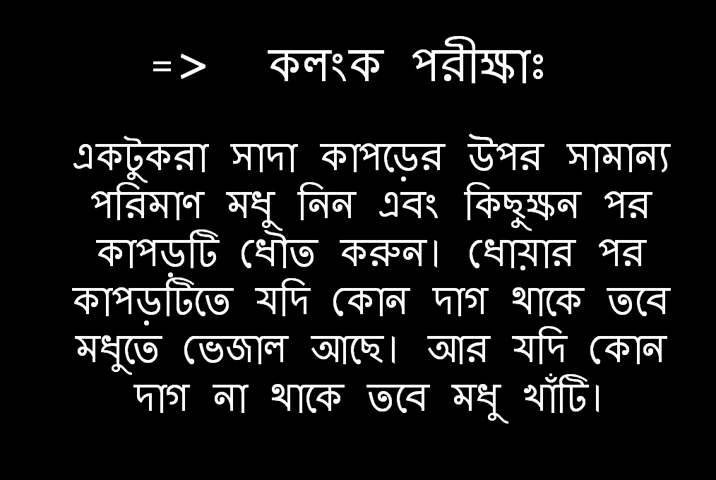 => কলংক পরীক্ষাঃ
একটুকরা সাদা কাপড়ের উপর সামান্য
পরিমাণ মধু নিন এবং কিছুক্ষন পর
কাপড়টি ধৌত করুন। ধোয়ার পর
কাপড়টিতে যদি কোন দাগ থাকে তবে
মধুতে ভেজাল আছে। আর যদি কোন
দাগ না থাকে তবে মধু খাঁটি।